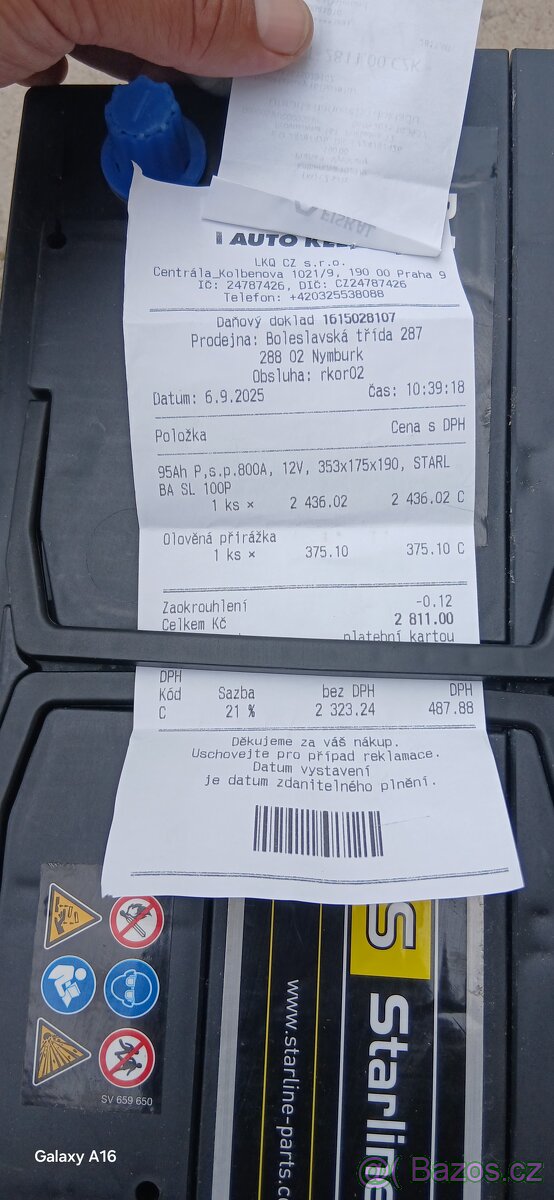 2811.00 CZK
FISKAL
AUTO
LKQ CZ s.r.o.
Centrála_Kolbenova 1021/9, 190 00 Praha 9
IČ: 24787426, DIČ: CZ24787426
Telefon: +420325538088
Daňový doklad 1615028107
Prodejna: Boleslavská třída 287
288 02 Nymburk
Obsluha: rkor02
Datum: 6.9.2025 Čas: 10:39:18
Položka Cena s DPH
95Ah P,s.p.800A, 12V, 353x175x190, STARL
BA SL 100P
1 ks × 2 436.02 2 436.02 C
Olověná přirážka
1 ks × 375.10 375.10 C
Zaokrouhlení -0.12
Celkem Kč 2 811.00
platební kartou
DPH
Kód Sazba bez DPH DPH
C 21 % 2 323.24 487.88
Děkujeme za váš nákup.
Uschovejte pro případ reklamace.
Datum vystavení
je datum zdanitelného plnění.
S
Starline
www.starline-parts.c
SV 659 650
Galaxy A16
Bazos.cz